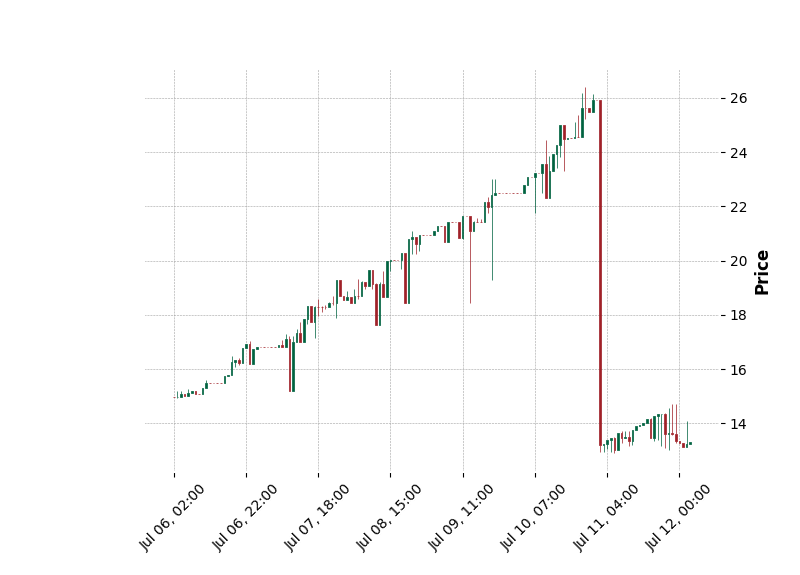 26
24
22
20
18
16
14
Price
Jul 06, 02:00
Jul 06, 22:00
Jul 07, 18:00
Jul 08, 15:00
Jul 09, 11:00
Jul 10, 07:00
Jul 11, 04:00
Jul 12, 00:00